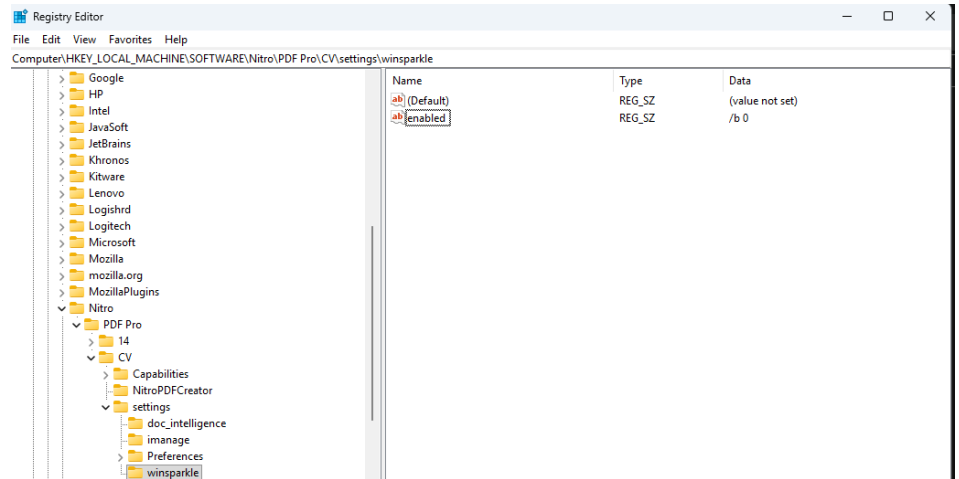 Registry Editor
File Edit View Favorites Help
Computer\HKEY_LOCAL_MACHINE\SOFTWARE\Nitro\PDF Pro\CV\settings\winsparkle
Google
HP
Intel
JavaSoft
JetBrains
Khronos
Kitware
Lenovo
Logishrd
Logitech
Microsoft
Mozilla
mozilla.org
MozillaPlugins
Nitro
PDF Pro
14
CV
Capabilities
NitroPDFCreator
settings
doc_intelligence
imanage
Preferences
winsparkle
Name Type Data
ab (Default) REG_SZ (value not set)
ab enabled REG_SZ /b 0